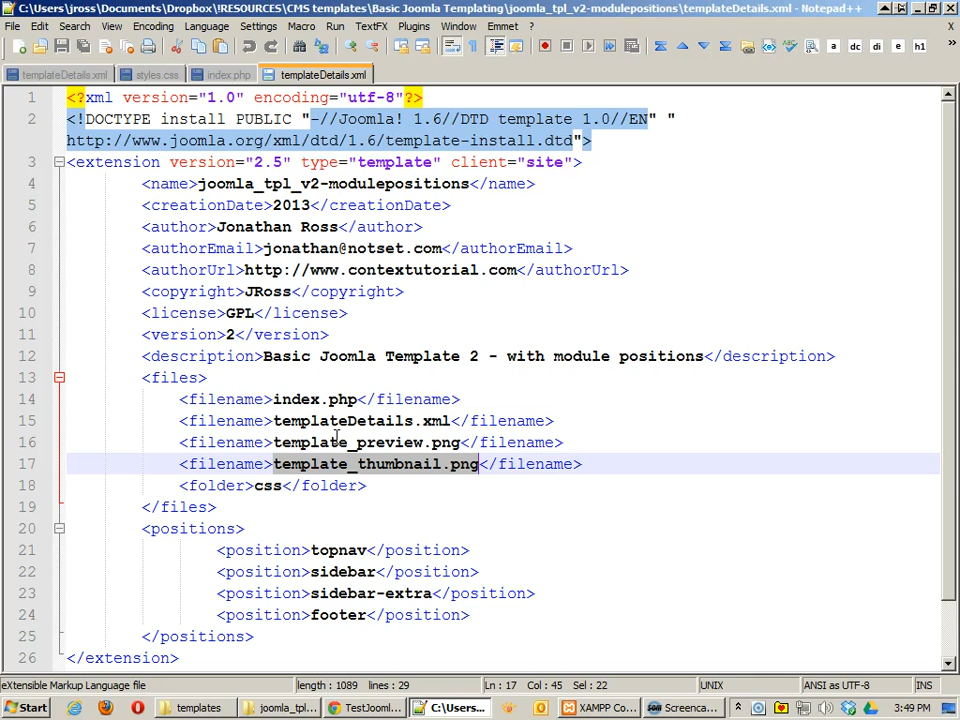 C:\Users\jross\Documents\Dropbox\!RESOURCES\CMS templates\Basic Joomla Templating\joomla_tpl_v2-modulepositions\templateDetails.xml - Notepad++
File Edit Search View Encoding Language Settings Macro Run TextFX Plugins Window Emmet ? X
a dc di e h1 »
templateDetails.xml styles.css index.php templateDetails.xml
1 <?xml version="1.0" encoding="utf-8"?>
2 <!DOCTYPE install PUBLIC "-//Joomla! 1.6//DTD template 1.0//EN" "
http://www.joomla.org/xml/dtd/1.6/template-install.dtd">
3 <extension version="2.5" type="template" client="site">
4 <name>joomla_tpl_v2-modulepositions</name>
5 <creationDate>2013</creationDate>
6 <author>Jonathan Ross</author>
7 <authorEmail>jonathan@notset.com</authorEmail>
8 <authorUrl>http://www.contextutorial.com</authorUrl>
9 <copyright>JRoss</copyright>
10 <license>GPL</license>
11 <version>2</version>
12 <description>Basic Joomla Template 2 - with module positions</description>
13 <files>
14 <filename>index.php</filename>
15 <filename>templateDetails.xml</filename>
16 <filename>template_preview.png</filename>
17 <filename>template_thumbnail.png</filename>
18 <folder>css</folder>
19 </files>
20 <positions>
21 <position>topnav</position>
22 <position>sidebar</position>
23 <position>sidebar-extra</position>
24 <position>footer</position>
25 </positions>
26 </extension>
eXtensible Markup Language file length : 1089 lines : 29 Ln : 17 Col : 45 Sel : 22 UNIX ANSI as UTF-8 INS
Start templates joomla_tpl... TestJooml... C:\Users... XAMPP Co... Screenca... 3:49 PM